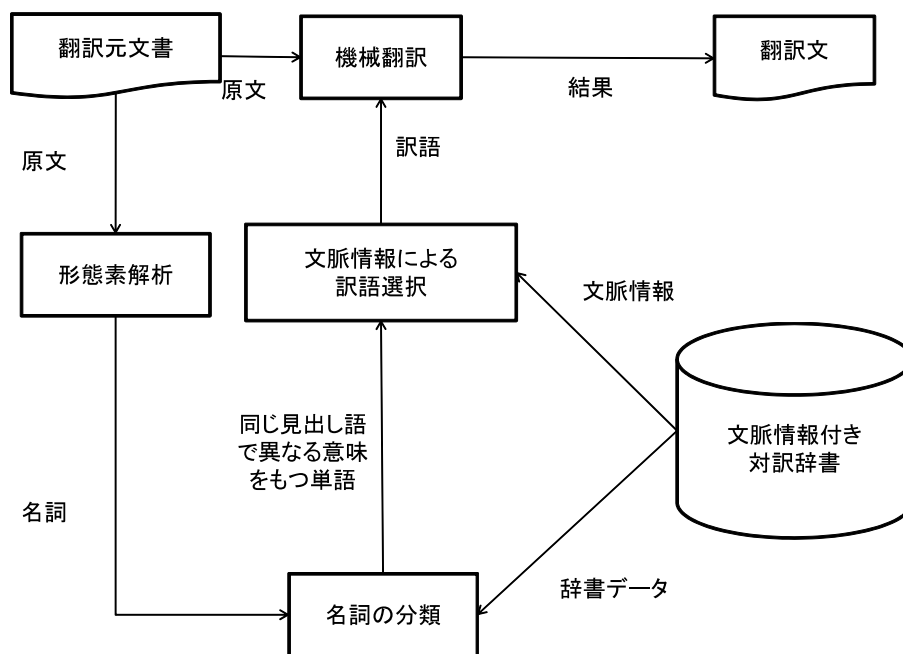 翻訳元文書
機械翻訳
翻訳文
原文
結果
原文
訳語
形態素解析
文脈情報による
訳語選択
文脈情報
同じ見出し語
で異なる意味
をもつ単語
文脈情報付き
対訳辞書
名詞
辞書データ
名詞の分類